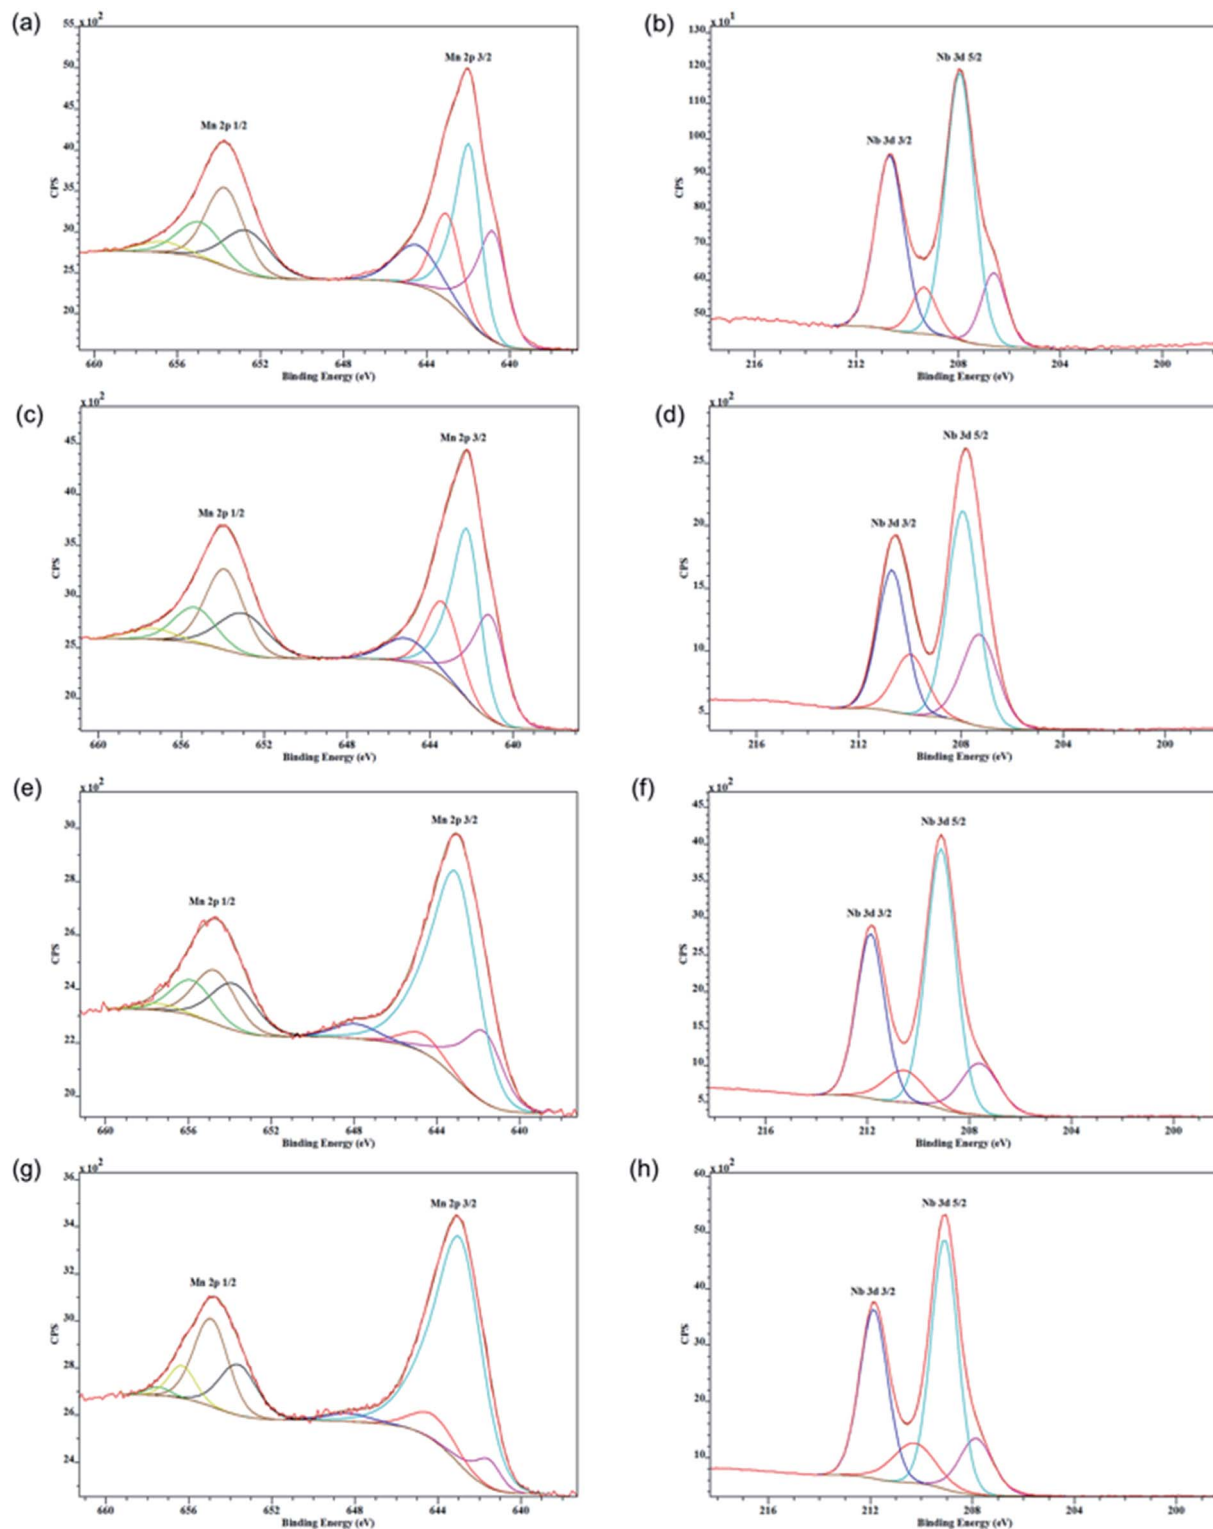 (a)
x 10²
55
50
45
40
35
30
25
20
CPS
Mn 2p 1/2
Mn 2p 3/2
660 656 652 648 644 640
Binding Energy (eV)
(b)
x 10¹
130
120
110
100
90
80
70
60
50
CPS
Nb 3d 3/2
Nb 3d 5/2
216 212 208 204 200
Binding Energy (eV)
(c)
x 10²
45
40
35
30
25
20
CPS
Mn 2p 1/2
Mn 2p 3/2
660 656 652 648 644 640
Binding Energy (eV)
(d)
x 10²
25
20
15
10
5
CPS
Nb 3d 3/2
Nb 3d 5/2
216 212 208 204 200
Binding Energy (eV)
(e)
x 10²
30
28
26
24
22
20
CPS
Mn 2p 1/2
Mn 2p 3/2
660 656 652 648 644 640
Binding Energy (eV)
(f)
x 10²
45
40
35
30
25
20
15
10
5
CPS
Nb 3d 3/2
Nb 3d 5/2
216 212 208 204 200
Binding Energy (eV)
(g)
x 10²
36
34
32
30
28
26
24
CPS
Mn 2p 1/2
Mn 2p 3/2
660 656 652 648 644 640
Binding Energy (eV)
(h)
x 10²
60
50
40
30
20
10
CPS
Nb 3d 3/2
Nb 3d 5/2
216 212 208 204 200
Binding Energy (eV)